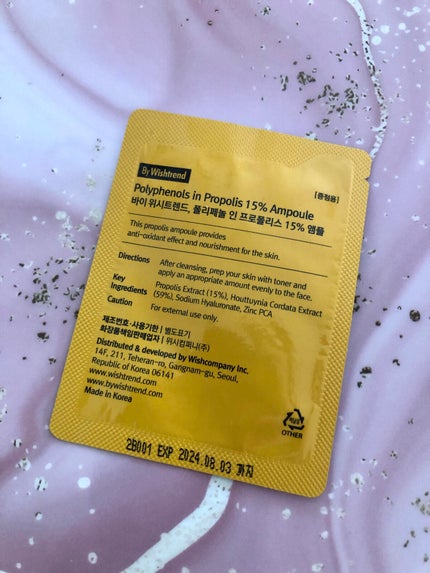 By Wishtrend
[증정용]
Polyphenols in Propolis 15% Ampoule
바이 위시트렌드, 폴리페놀 인 프로폴리스 15% 앰플
This propolis ampoule provides
anti-oxidant effect and nourishment for the skin.
Directions After cleansing, prep your skin with toner and
apply an appropriate amount evenly to the face.
Key Propolis Extract (15%), Houttuynia Cordata Extract
Ingredients (59%), Sodium Hyaluronate, Zinc PCA
Caution For external use only.
제조번호·사용기한 | 별도표기
화장품책임판매업자 | 위시컴퍼니(주)
Distributed & developed by Wishcompany Inc.
14F, 211, Teheran-ro, Gangnam-gu, Seoul,
Republic of Korea 06141
www.wishtrend.com
www.bywishtrend.com
Made in Korea
OTHER
2B001 EXP 2024.08.03 까지